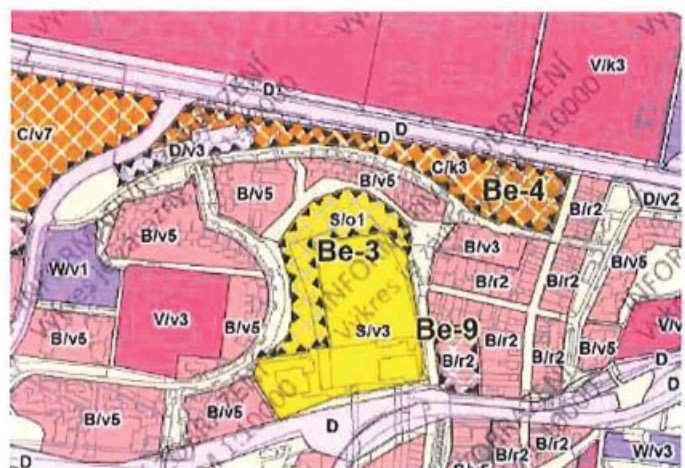 V/k3
D
D
D
D
C/v7
D/v3
C/k3
Be-4
B/v5
B/v5
S/o1
B/r2
D/v2
B/v5
Be-3
B/v3
B/r2
B/r2
B/v5
W/v1
V/v3
B/v5
S/v3
Be-9
B/r2
B/r2
B/r2
B/v5
B/v5
D
D
B/v5
B/v5
B/r2
B/r2
D
D
W/v3